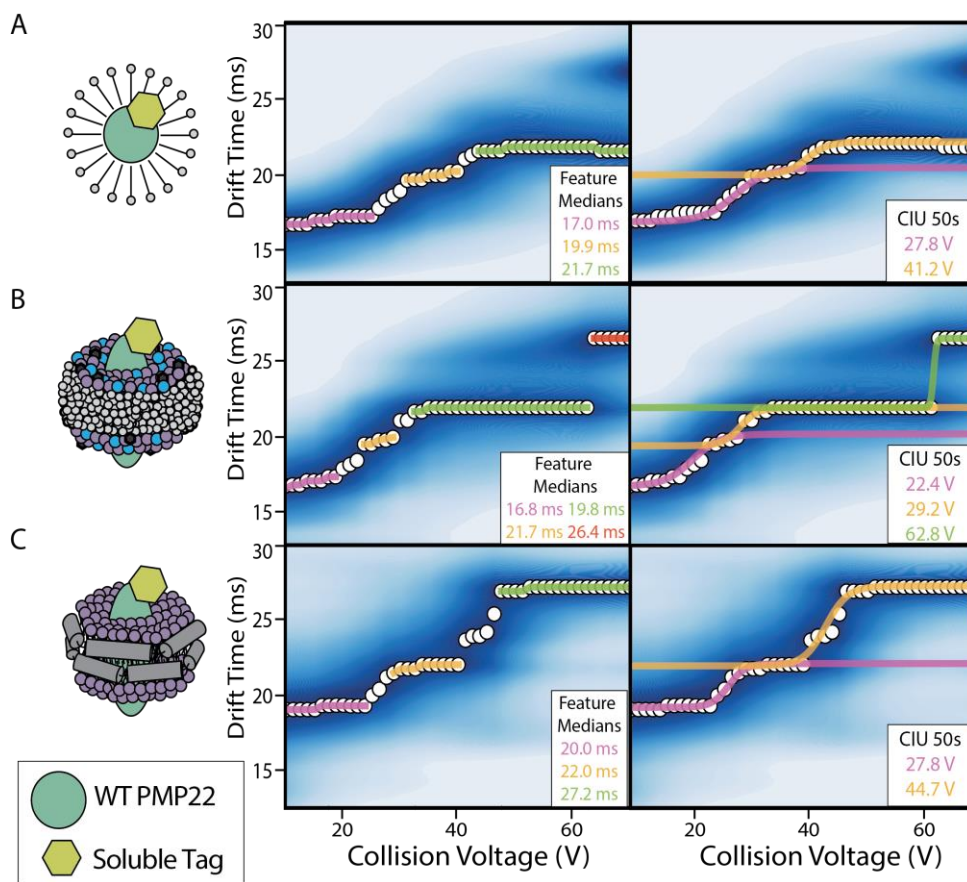 A
30
25
20
15
Drift Time (ms)
Feature
Medians
17.0 ms
19.9 ms
21.7 ms
CIU 50s
27.8 V
41.2 V
B
30
25
20
15
Drift Time (ms)
Feature
Medians
16.8 ms 19.8 ms
21.7 ms 26.4 ms
CIU 50s
22.4 V
29.2 V
62.8 V
C
30
25
20
15
Drift Time (ms)
Feature
Medians
20.0 ms
22.0 ms
27.2 ms
CIU 50s
27.8 V
44.7 V
20 40 60
20 40 60
Collision Voltage (V)
Collision Voltage (V)
WT PMP22
Soluble Tag